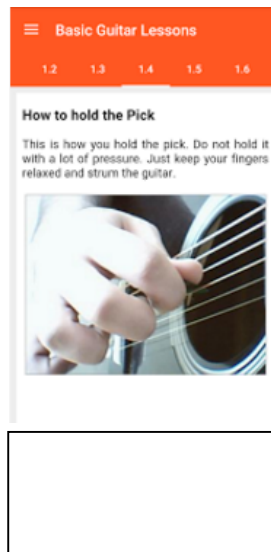 Basic Guitar Lessons
1.2 1.3 1.4 1.5 1.6
How to hold the Pick
This is how you hold the pick. Do not hold it
with a lot of pressure. Just keep your fingers
relaxed and strum the guitar.